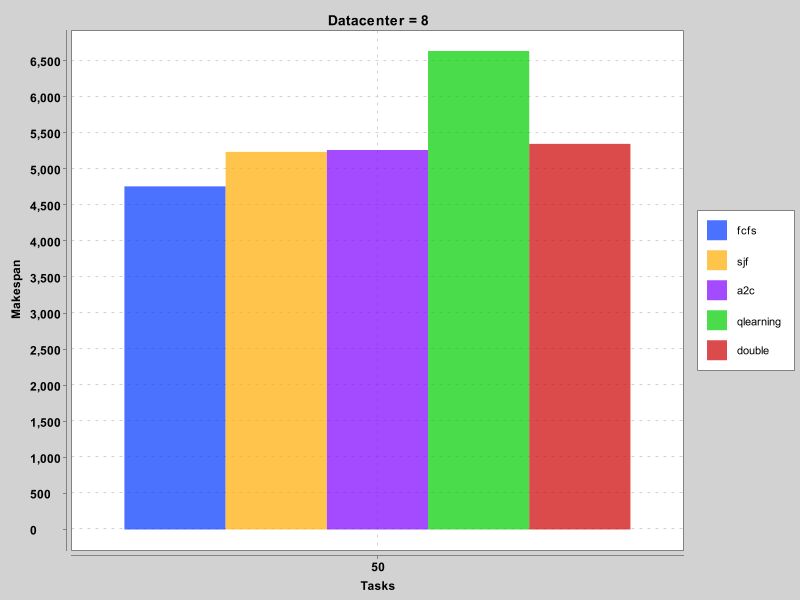 Datacenter = 8
6,500
6,000
5,500
5,000
4,500
4,000
3,500
3,000
2,500
2,000
1,500
1,000
500
0
Makespan
50
Tasks
fcfs
sjf
a2c
qlearning
double